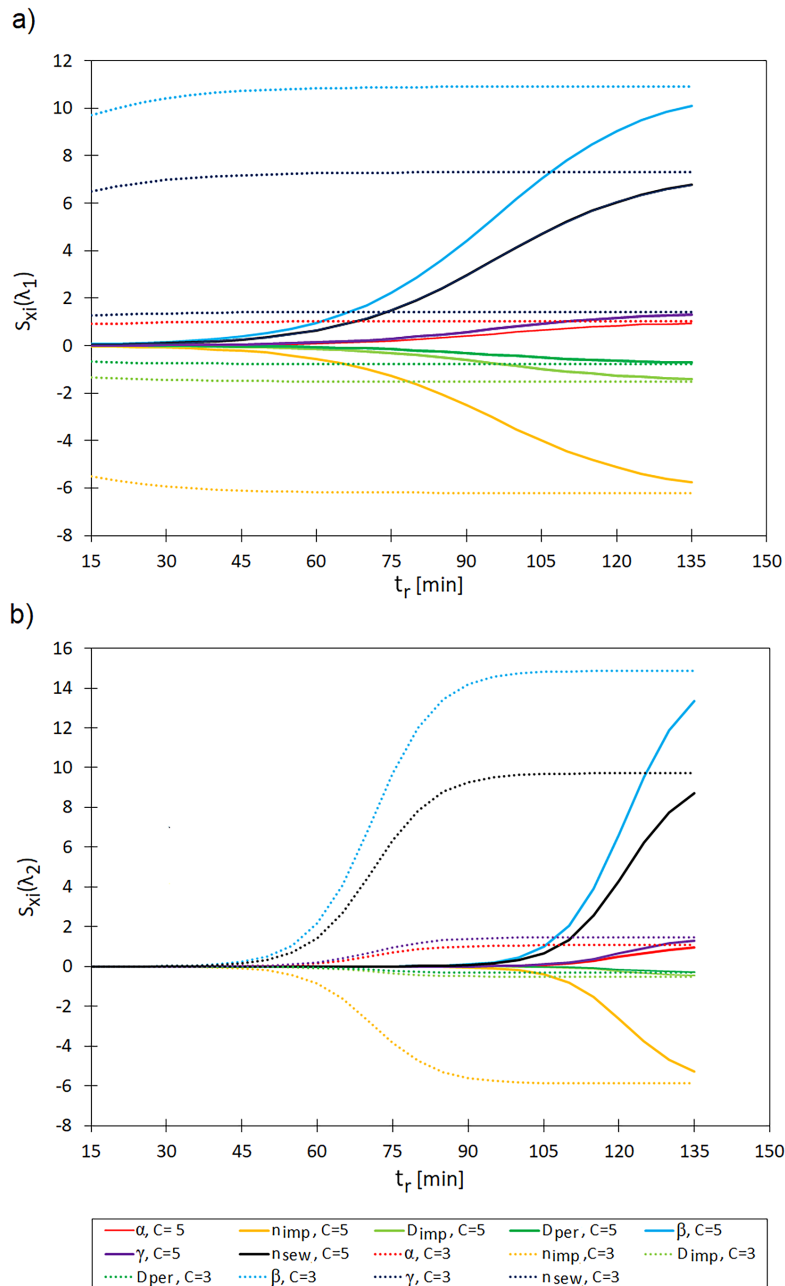 a)
12
10
8
6
4
2
0
-2
-4
-6
-8
Sxi(λ1)
15 30 45 60 75 90 105 120 135 150
tr [min]
b)
16
14
12
10
8
6
4
2
0
-2
-4
-6
-8
Sxi(λ2)
15 30 45 60 75 90 105 120 135 150
tr [min]
α, C= 5 nimp, C=5 Dimp, C=5 Dper, C=5 β, C=5
γ, C=5 nsew, C=5 α, C=3 nimp, C=3 Dimp, C=3
Dper, C=3 β, C=3 γ, C=3 nsew, C=3